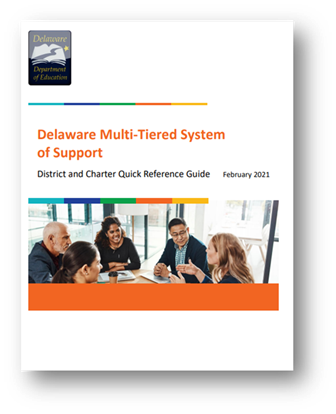 Delaware
Department
of Education
Delaware Multi-Tiered System
of Support
District and Charter Quick Reference Guide February 2021